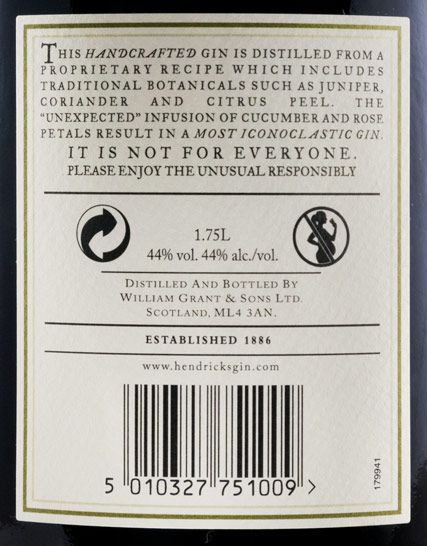 THIS HANDCRAFTED GIN IS DISTILLED FROM A
PROPRIETARY RECIPE WHICH INCLUDES
TRADITIONAL BOTANICALS SUCH AS JUNIPER,
CORIANDER AND CITRUS PEEL. THE
"UNEXPECTED" INFUSION OF CUCUMBER AND ROSE
PETALS RESULT IN A MOST ICONOCLASTIC GIN.
IT IS NOT FOR EVERYONE.
PLEASE ENJOY THE UNUSUAL RESPONSIBLY
1.75L
44% vol. 44% alc./vol.
DISTILLED AND BOTTLED BY
WILLIAM GRANT & SONS LTD.
SCOTLAND, ML4 3AN.
ESTABLISHED 1886
www.hendricksgin.com
5 010327 751009 >
179941